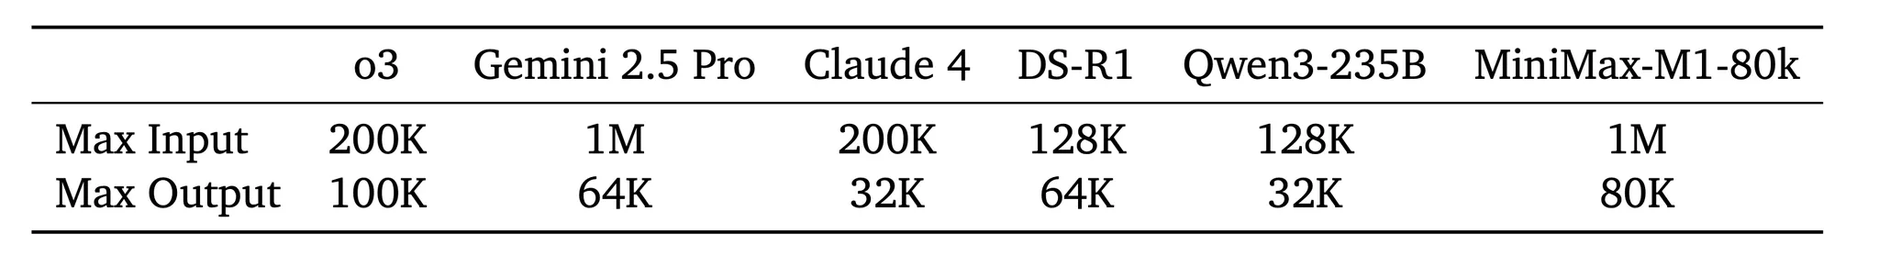 o3 Gemini 2.5 Pro Claude 4 DS-R1 Qwen3-235B MiniMax-M1-80k
Max Input 200K 1M 200K 128K 128K 1M
Max Output 100K 64K 32K 64K 32K 80K